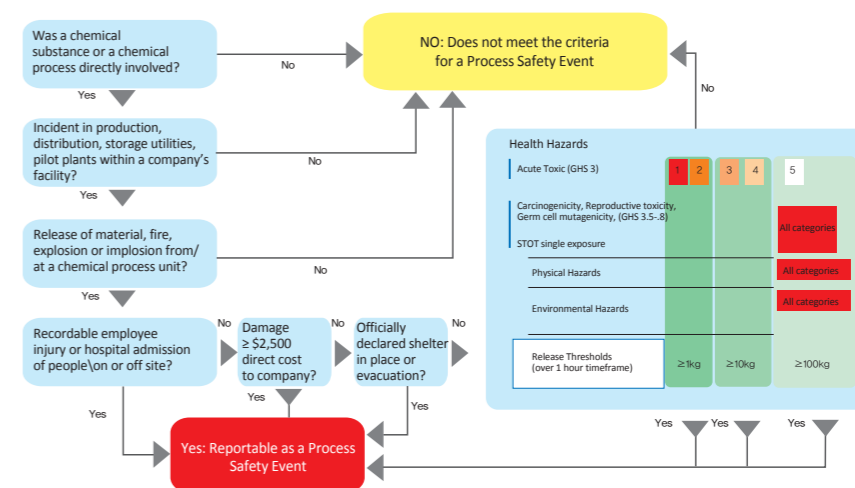 Was a chemical
substance or a chemical
process directly involved?
No
Yes
NO: Does not meet the criteria
for a Process Safety Event
No
Incident in production,
distribution, storage utilities,
pilot plants within a company's
facility?
No
Yes
Release of material, fire,
explosion or implosion from/
at a chemical process unit?
No
Yes
Recordable employee
injury or hospital admission
of people\on or off site?
No
Damage
≥ $2,500
direct cost
to company?
No
Officially
declared shelter
in place or
evacuation?
No
Yes
Yes
Yes
Yes: Reportable as a Process
Safety Event
Health Hazards
Acute Toxic (GHS 3)
1
2
3
4
5
Carcinogenicity, Reproductive toxicity,
Germ cell mutagenicity, (GHS 3.5-.8)
STOT single exposure
All categories
Physical Hazards
All categories
Environmental Hazards
All categories
Release Thresholds
(over 1 hour timeframe)
≥1kg
≥10kg
≥100kg
Yes
Yes
Yes